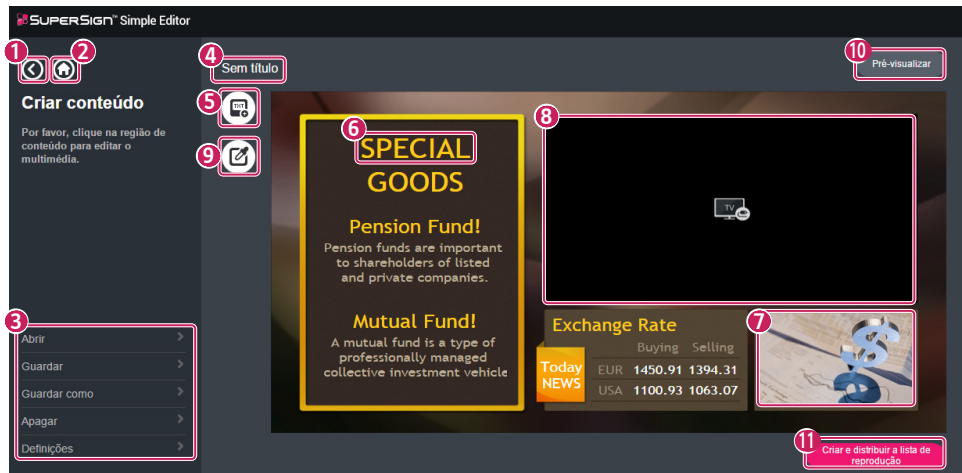 SUPERSIGN™ Simple Editor
1
2
Criar conteúdo
Por favor, clique na região de
conteúdo para editar o
multimédia.
3
Abrir
Guardar
Guardar como
Apagar
Definições
4
Sem título
10
Pré-visualizar
5
TXT
9
6
SPECIAL
GOODS
Pension Fund!
Pension funds are important
to shareholders of listed
and private companies.
Mutual Fund!
A mutual fund is a type of
professionally managed
collective investment vehicle
8
TV
Exchange Rate
Buying Selling
Today
NEWS
EUR 1450.91 1394.31
USA 1100.93 1063.07
7
11
Criar e distribuir a lista de
reprodução